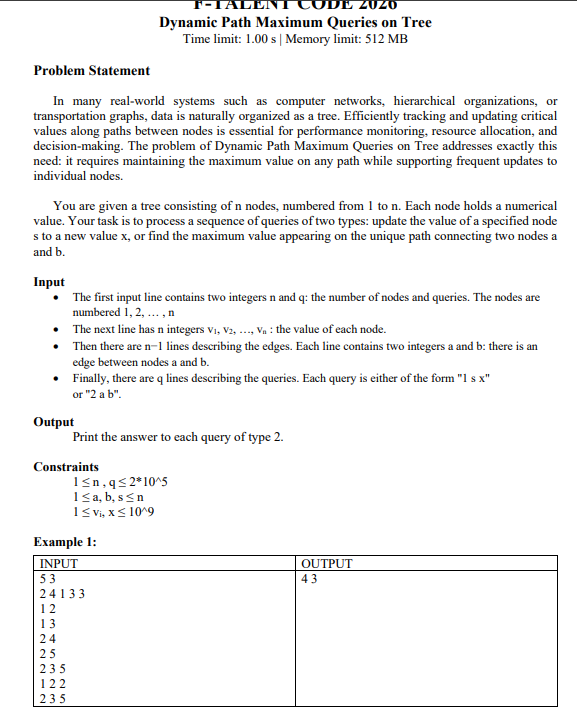 F-TALENT CODE 2026
Dynamic Path Maximum Queries on Tree
Time limit: 1.00 s | Memory limit: 512 MB
Problem Statement
In many real-world systems such as computer networks, hierarchical organizations, or
transportation graphs, data is naturally organized as a tree. Efficiently tracking and updating critical
values along paths between nodes is essential for performance monitoring, resource allocation, and
decision-making. The problem of Dynamic Path Maximum Queries on Tree addresses exactly this
need: it requires maintaining the maximum value on any path while supporting frequent updates to
individual nodes.
You are given a tree consisting of n nodes, numbered from 1 to n. Each node holds a numerical
value. Your task is to process a sequence of queries of two types: update the value of a specified node
s to a new value x, or find the maximum value appearing on the unique path connecting two nodes a
and b.
Input
• The first input line contains two integers n and q: the number of nodes and queries. The nodes are
numbered 1, 2, … , n
• The next line has n integers v₁, v₂, …, vₙ : the value of each node.
• Then there are n−1 lines describing the edges. Each line contains two integers a and b: there is an
edge between nodes a and b.
• Finally, there are q lines describing the queries. Each query is either of the form "1 s x"
or "2 a b".
Output
Print the answer to each query of type 2.
Constraints
1 ≤ n , q ≤ 2*10^5
1 ≤ a, b, s ≤ n
1 ≤ vᵢ, x ≤ 10^9
Example 1:
INPUT OUTPUT
5 3 4 3
2 4 1 3 3
1 2
1 3
2 4
2 5
2 3 5
1 2 2
2 3 5